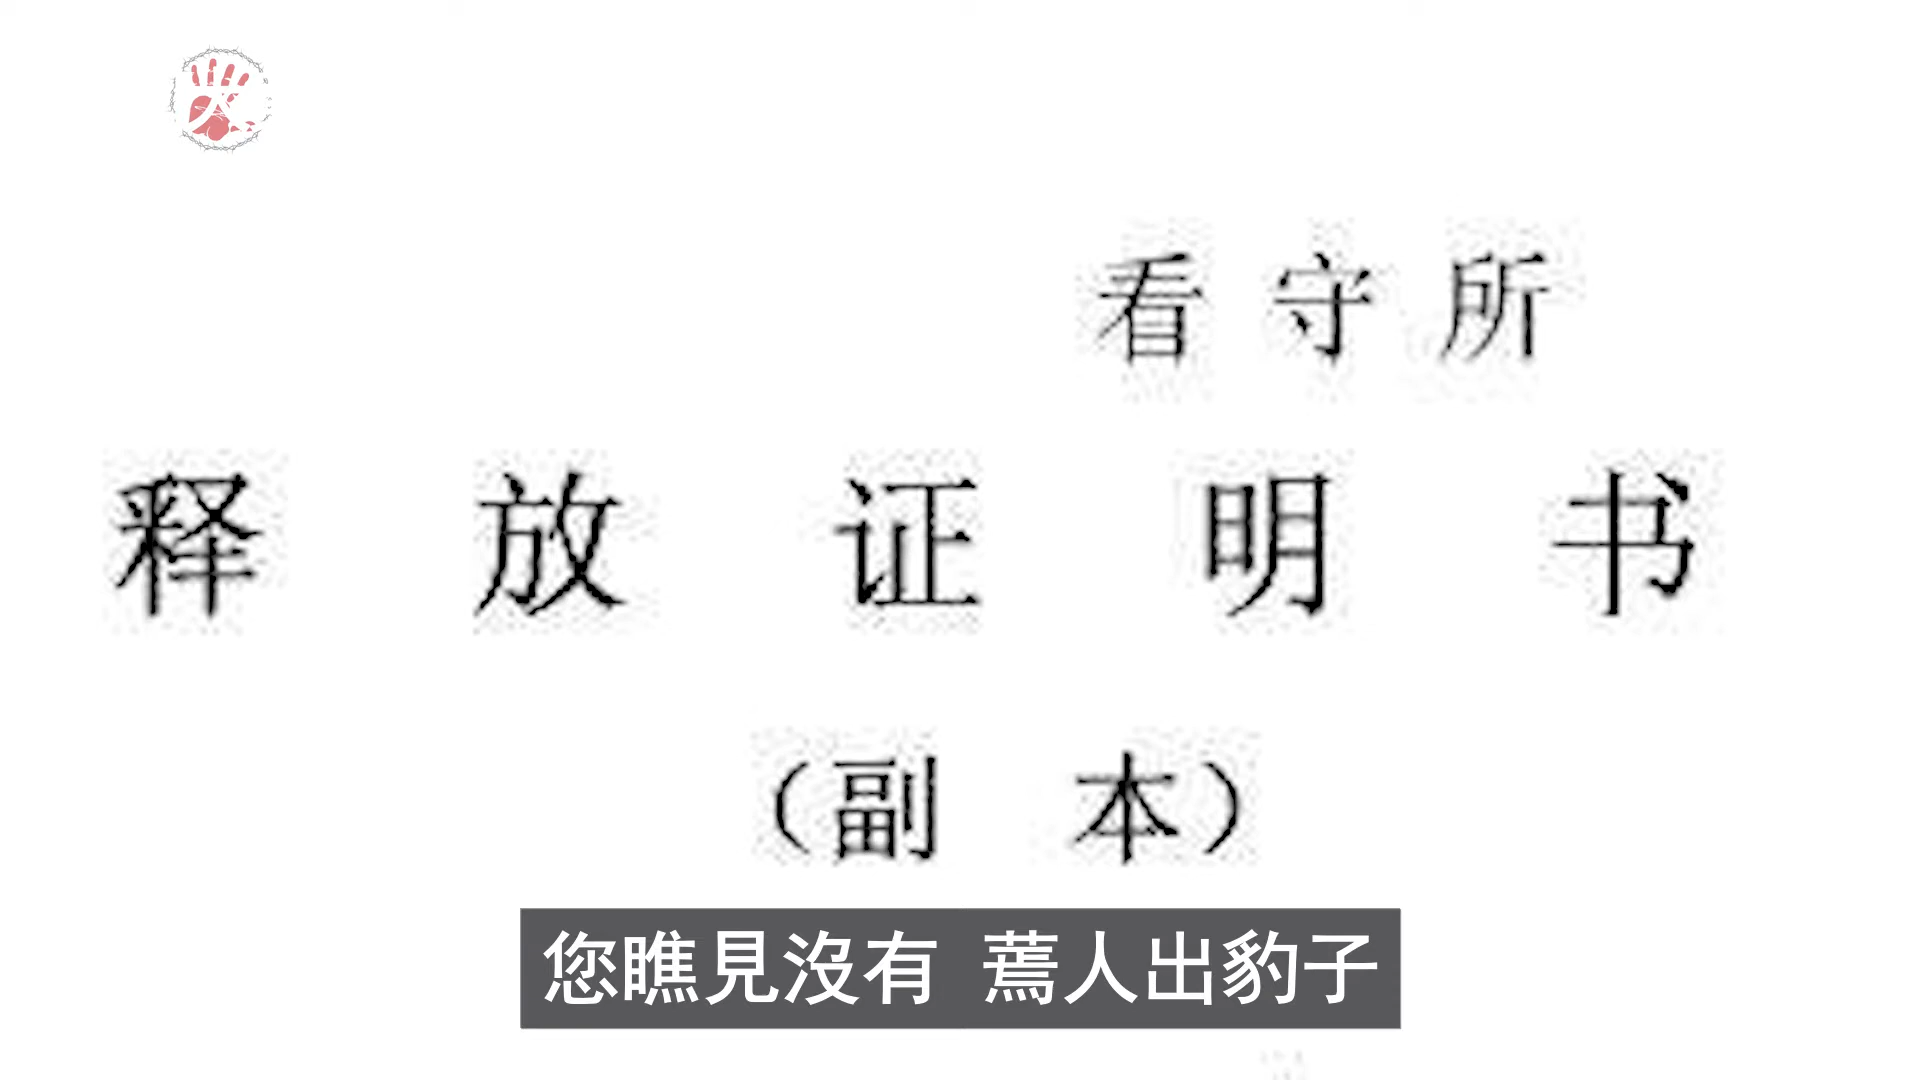 看守所
释放证明书
（副本）
您瞧見沒有 蔫人出豹子